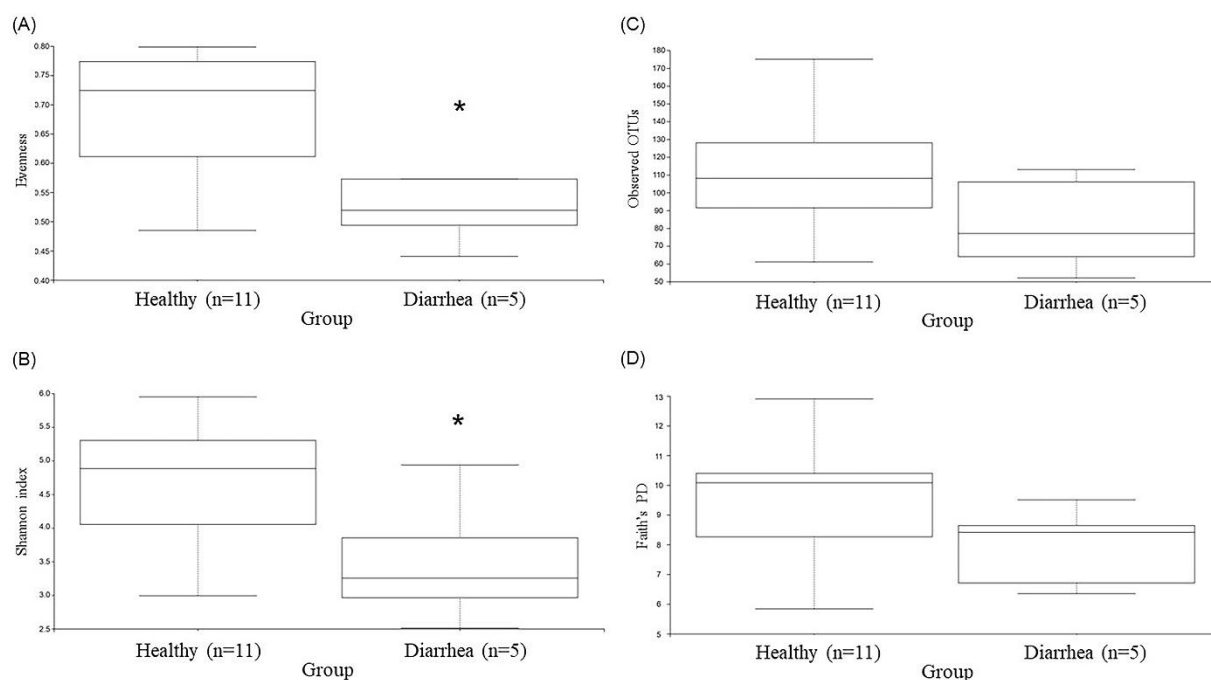 (A)
0.80
0.75
0.70
0.65
0.60
0.55
0.50
0.45
0.40
Evenness
*
Healthy (n=11) Diarrhea (n=5)
Group
(B)
6.0
5.5
5.0
4.5
4.0
3.5
3.0
2.5
Shannon index
*
Healthy (n=11) Diarrhea (n=5)
Group
(C)
180
170
160
150
140
130
120
110
100
90
80
70
60
50
Observed OTUs
Healthy (n=11) Diarrhea (n=5)
Group
(D)
13
12
11
10
9
8
7
6
5
Faith's PD
Healthy (n=11) Diarrhea (n=5)
Group